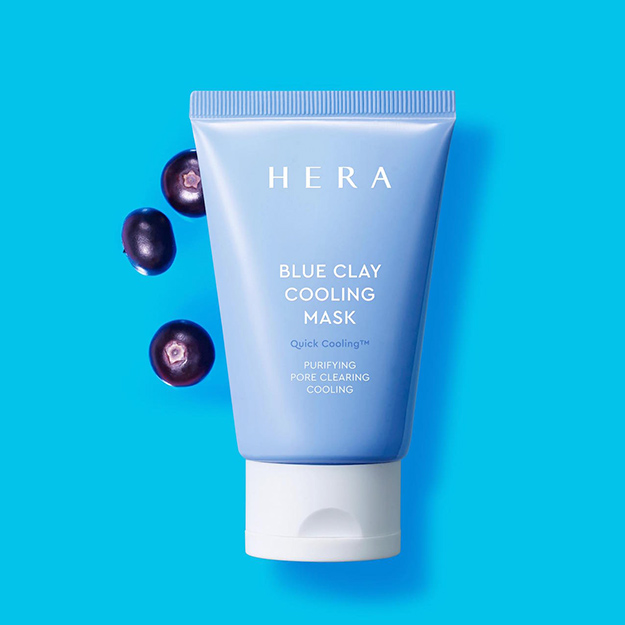 HERA
BLUE CLAY
COOLING
MASK
Quick Cooling™
PURIFYING
PORE CLEARING
COOLING